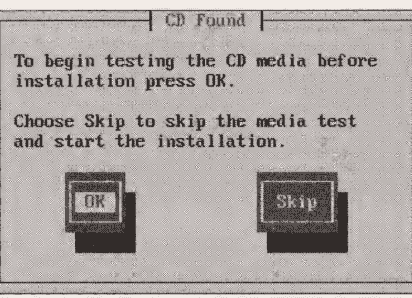 CD Found
To begin testing the CD media before
installation press OK.
Choose Skip to skip the media test
and start the installation.
OK
Skip